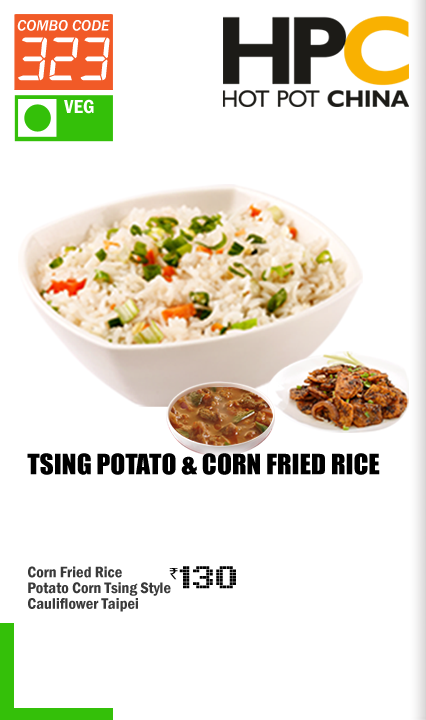 COMBO CODE
323
VEG
HPC
HOT POT CHINA
TSING POTATO & CORN FRIED RICE
Corn Fried Rice
₹130
Potato Corn Tsing Style
Cauliflower Taipei